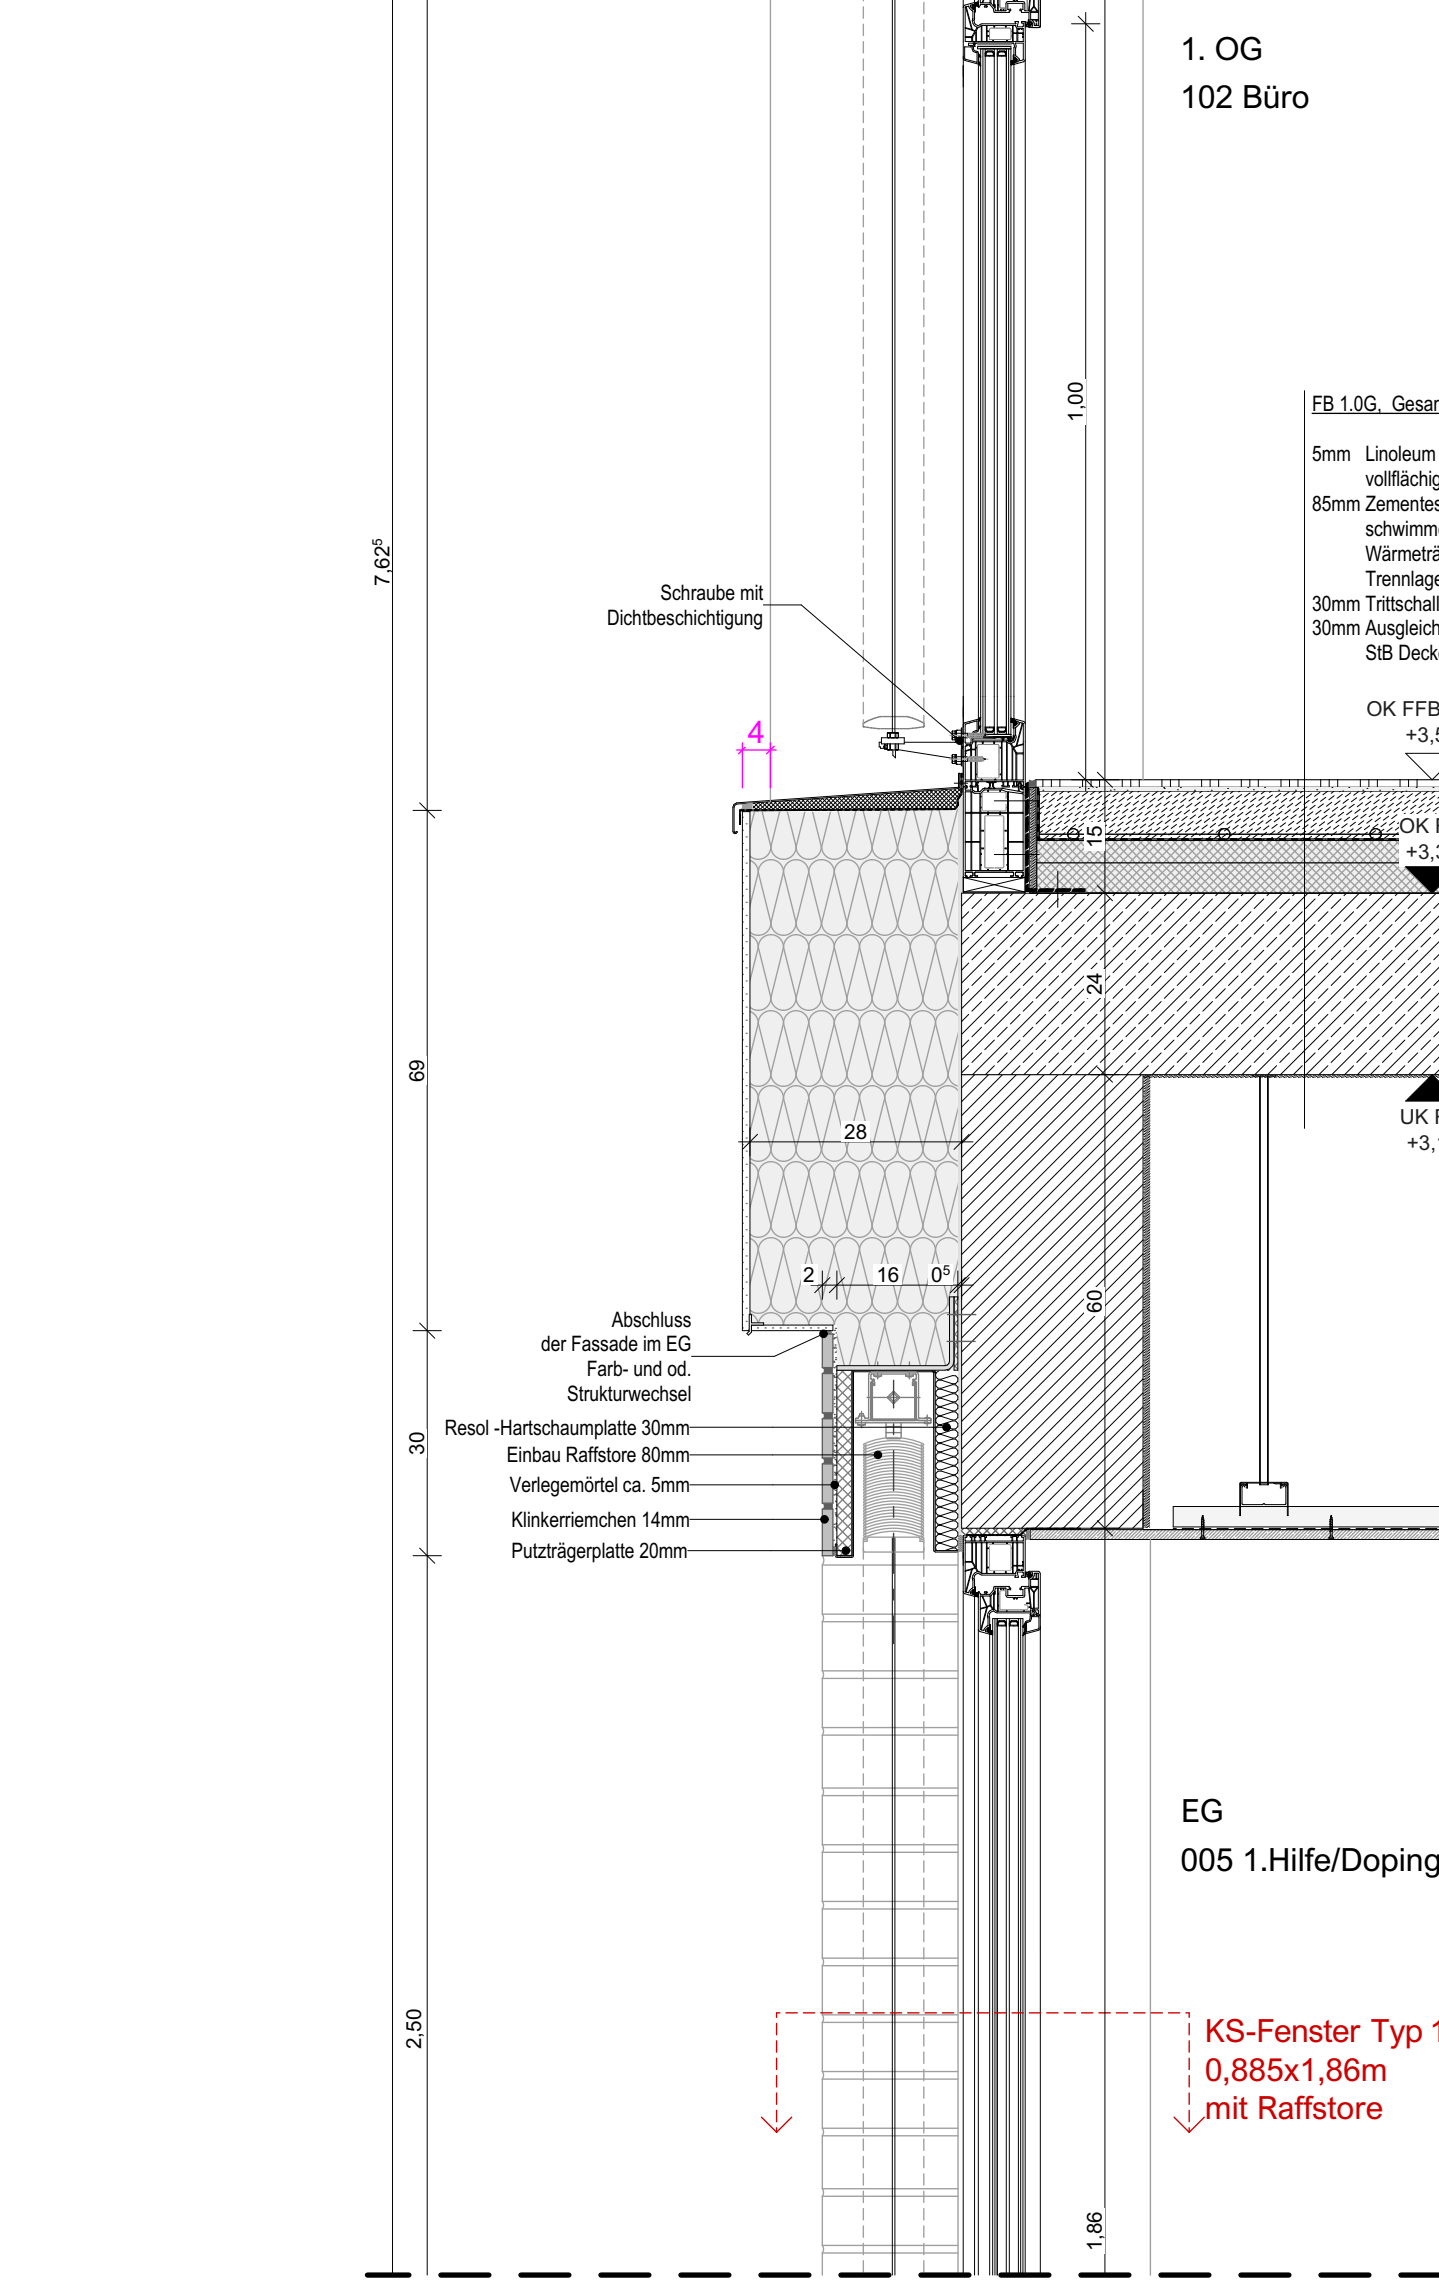 1. OG
102 Büro
1,00
FB 1.0G, Gesam
5mm Linoleum
vollflächig
85mm Zementes
schwimme
Wärmeträ
Trennlage
30mm Trittschall
30mm Ausgleich
StB Decke
7,62⁵
Schraube mit
Dichtbeschichtigung
OK FFB
+3,5
4
15
OK F
+3,3
24
69
UK F
+3,1
28
2
16
0⁵
60
Abschluss
der Fassade im EG
Farb- und od.
Strukturwechsel
30
Resol -Hartschaumplatte 30mm
Einbau Raffstore 80mm
Verlegemörtel ca. 5mm
Klinkerriemchen 14mm
Putzträgerplatte 20mm
EG
005 1.Hilfe/Doping
2,50
KS-Fenster Typ 1
0,885x1,86m
mit Raffstore
1,86